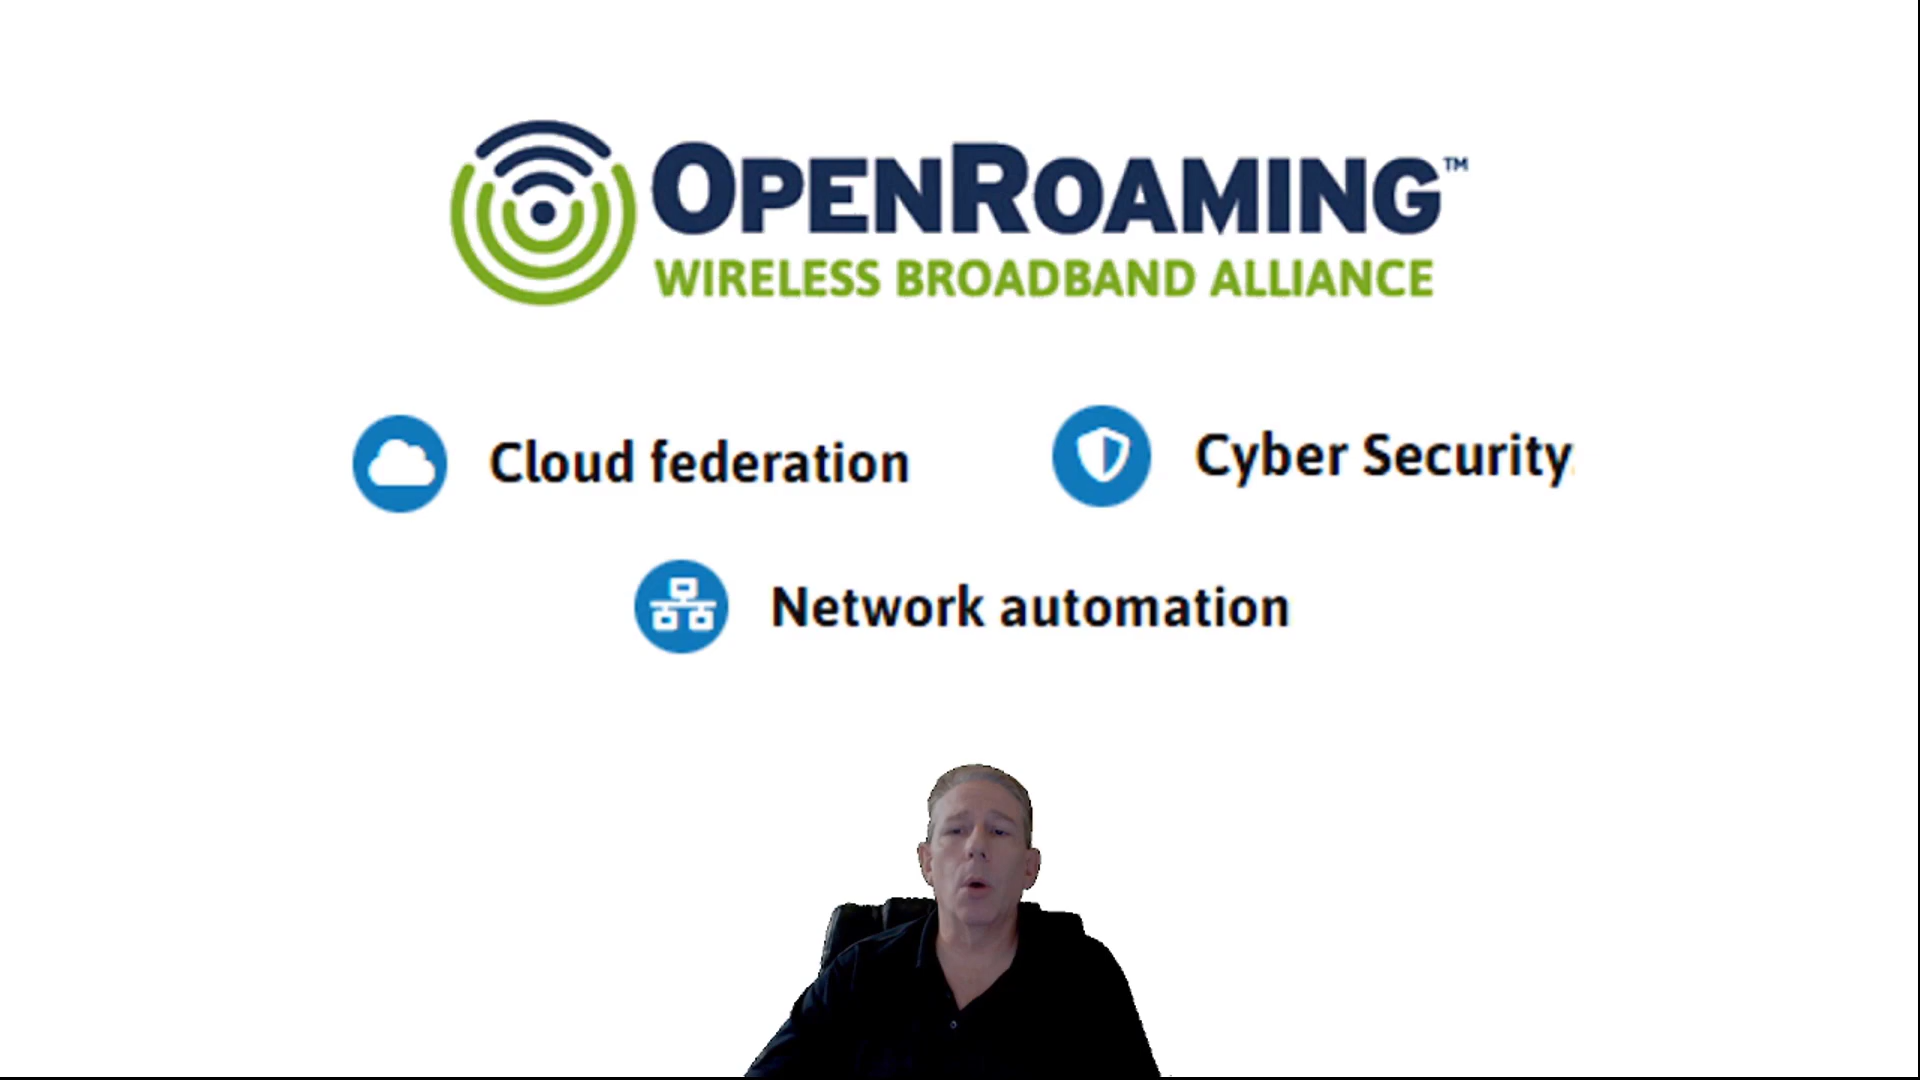 OPENROAMING™
WIRELESS BROADBAND ALLIANCE
Cloud federation
Cyber Security
Network automation